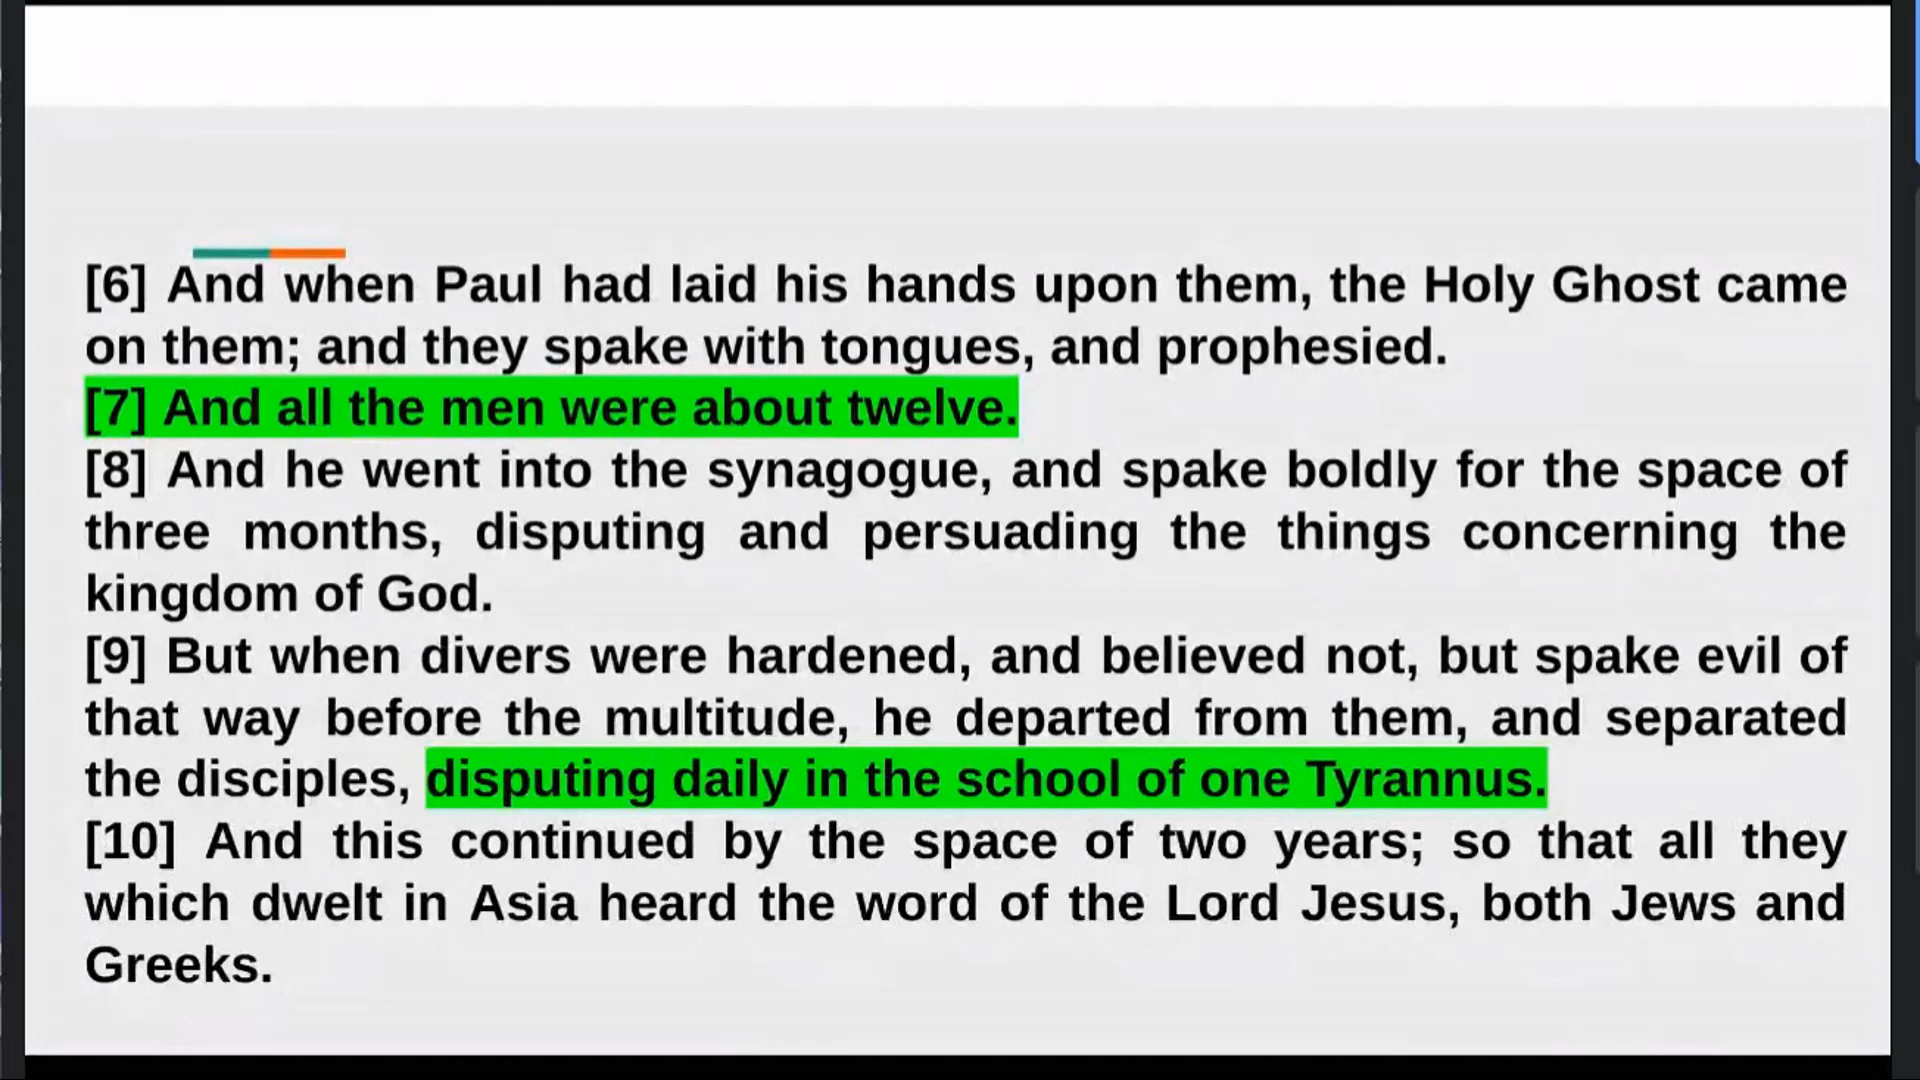 [6] And when Paul had laid his hands upon them, the Holy Ghost came
on them; and they spake with tongues, and prophesied.
[7] And all the men were about twelve.
[8] And he went into the synagogue, and spake boldly for the space of
three months, disputing and persuading the things concerning the
kingdom of God.
[9] But when divers were hardened, and believed not, but spake evil of
that way before the multitude, he departed from them, and separated
the disciples, disputing daily in the school of one Tyrannus.
[10] And this continued by the space of two years; so that all they
which dwelt in Asia heard the word of the Lord Jesus, both Jews and
Greeks.